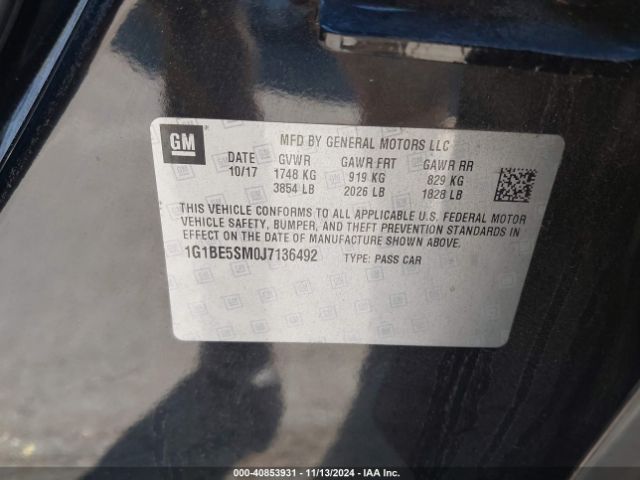 GM
MFD BY GENERAL MOTORS LLC
DATE GVWR GAWR FRT GAWR RR
10/17 1748 KG 919 KG 829 KG
3854 LB 2026 LB 1828 LB
THIS VEHICLE CONFORMS TO ALL APPLICABLE U.S. FEDERAL MOTOR
VEHICLE SAFETY, BUMPER, AND THEFT PREVENTION STANDARDS IN
EFFECT ON THE DATE OF MANUFACTURE SHOWN ABOVE.
1G1BE5SM0J7136492 TYPE: PASS CAR
000-40853931 - 11/13/2024 - IAA Inc.